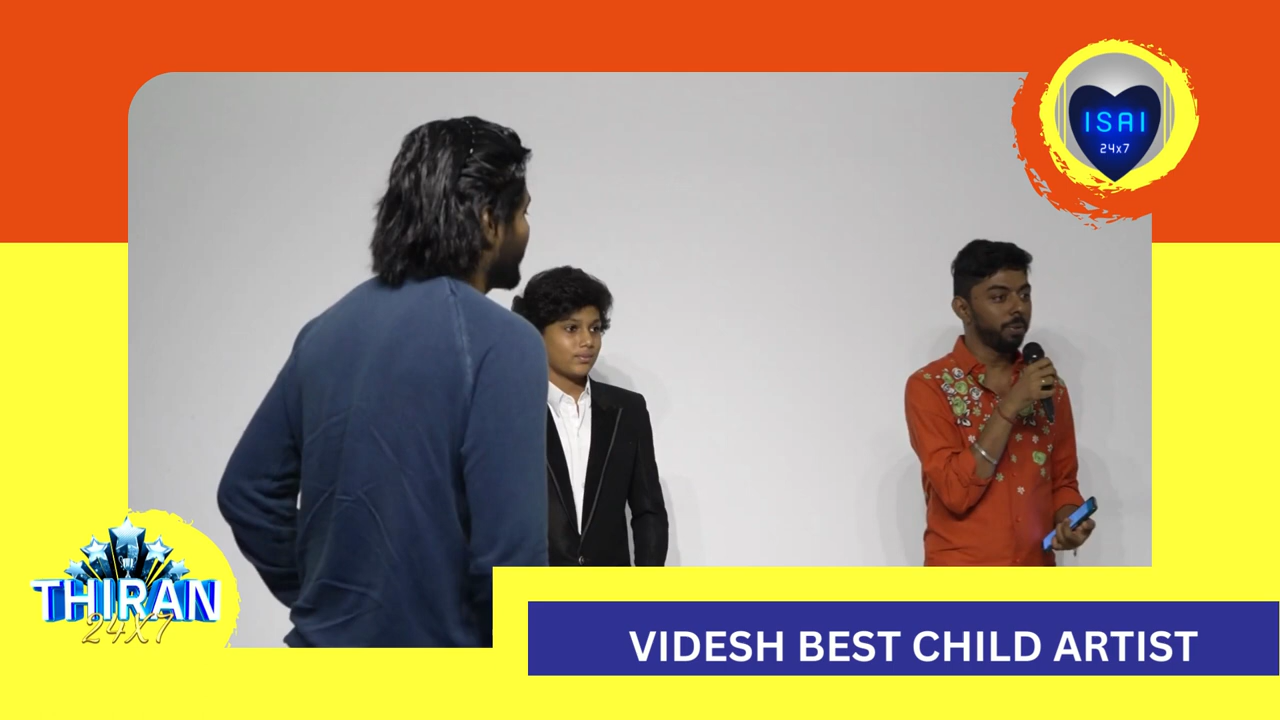 ISAI
24x7
THIRAN
24X7
VIDESH BEST CHILD ARTIST